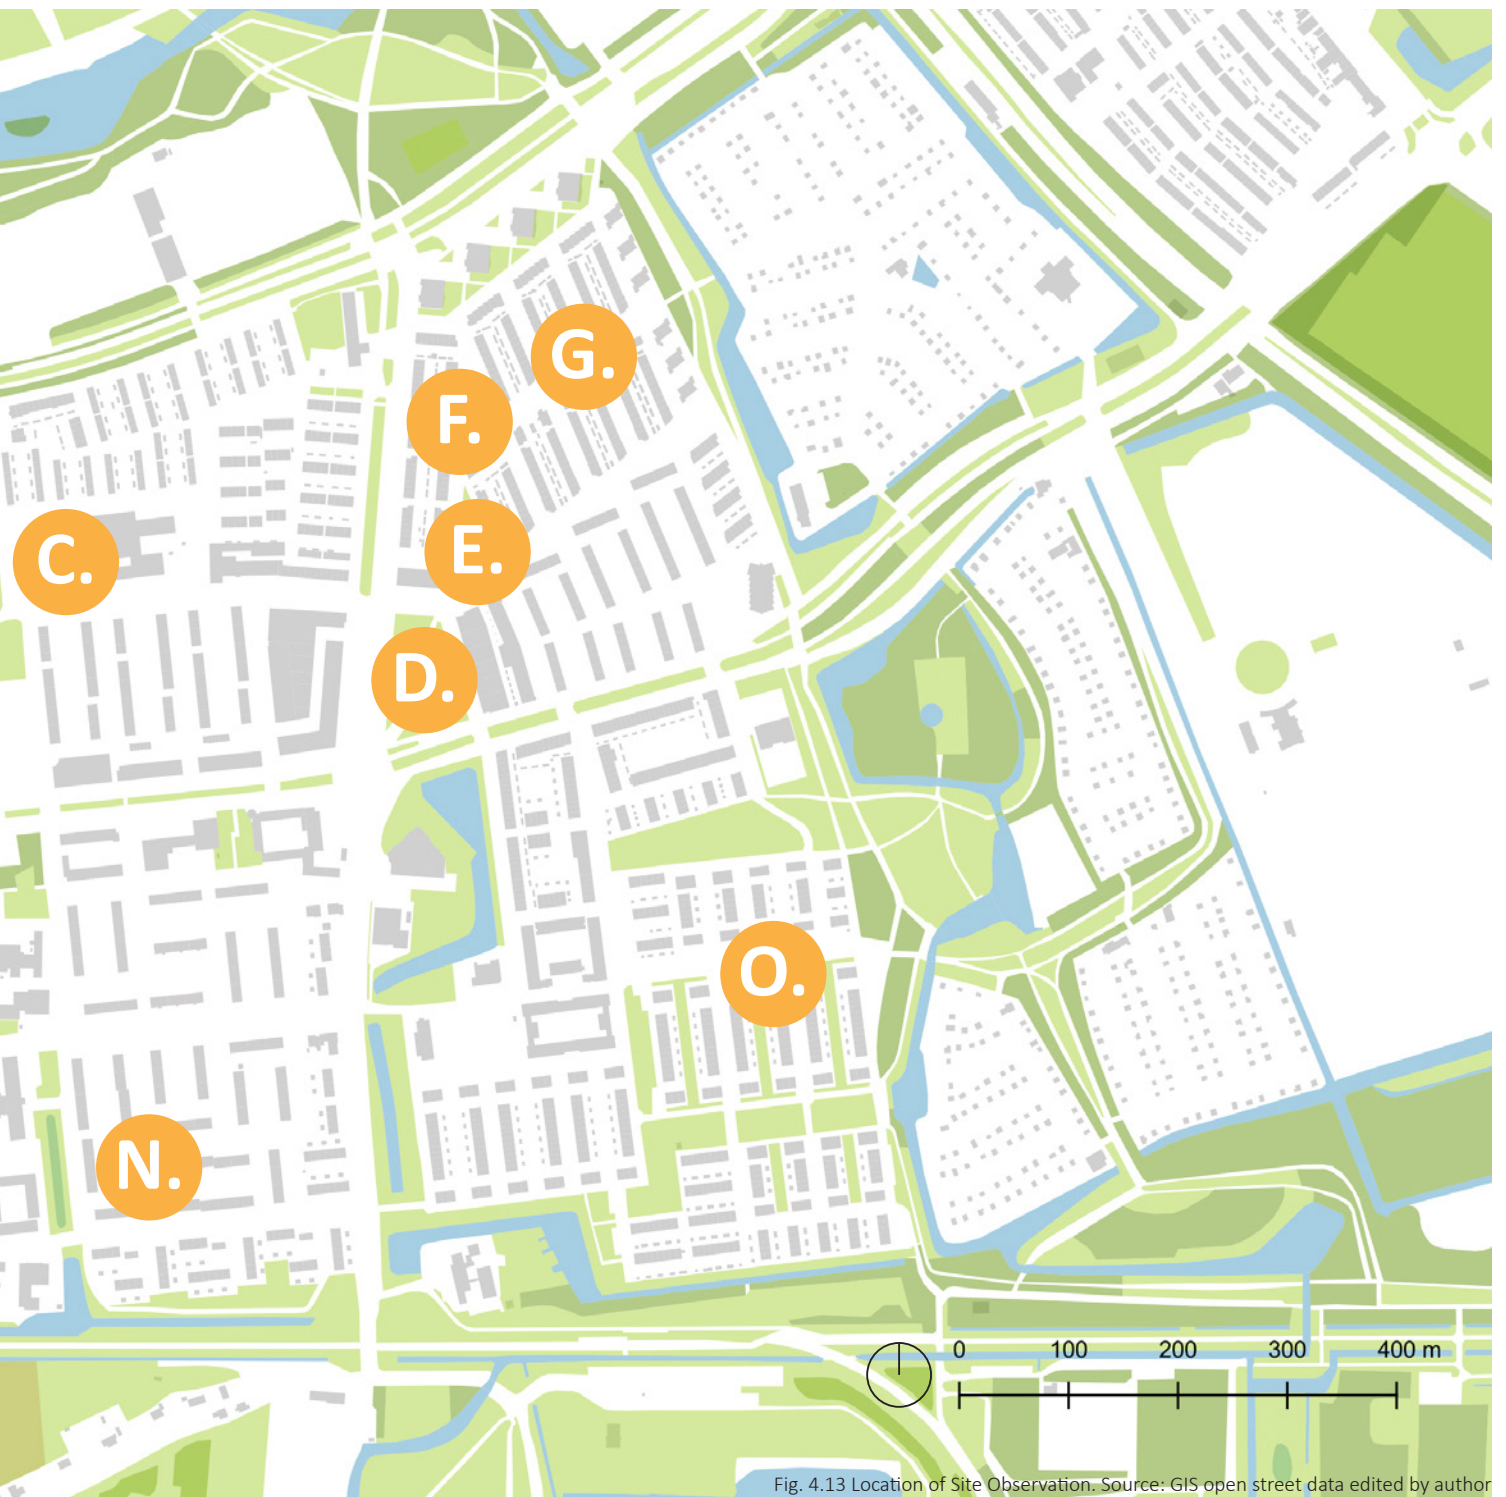 G.
F.
C.
E.
D.
O.
N.
0 100 200 300 400 m
Fig. 4.13 Location of Site Observation. Source: GIS open street data edited by author